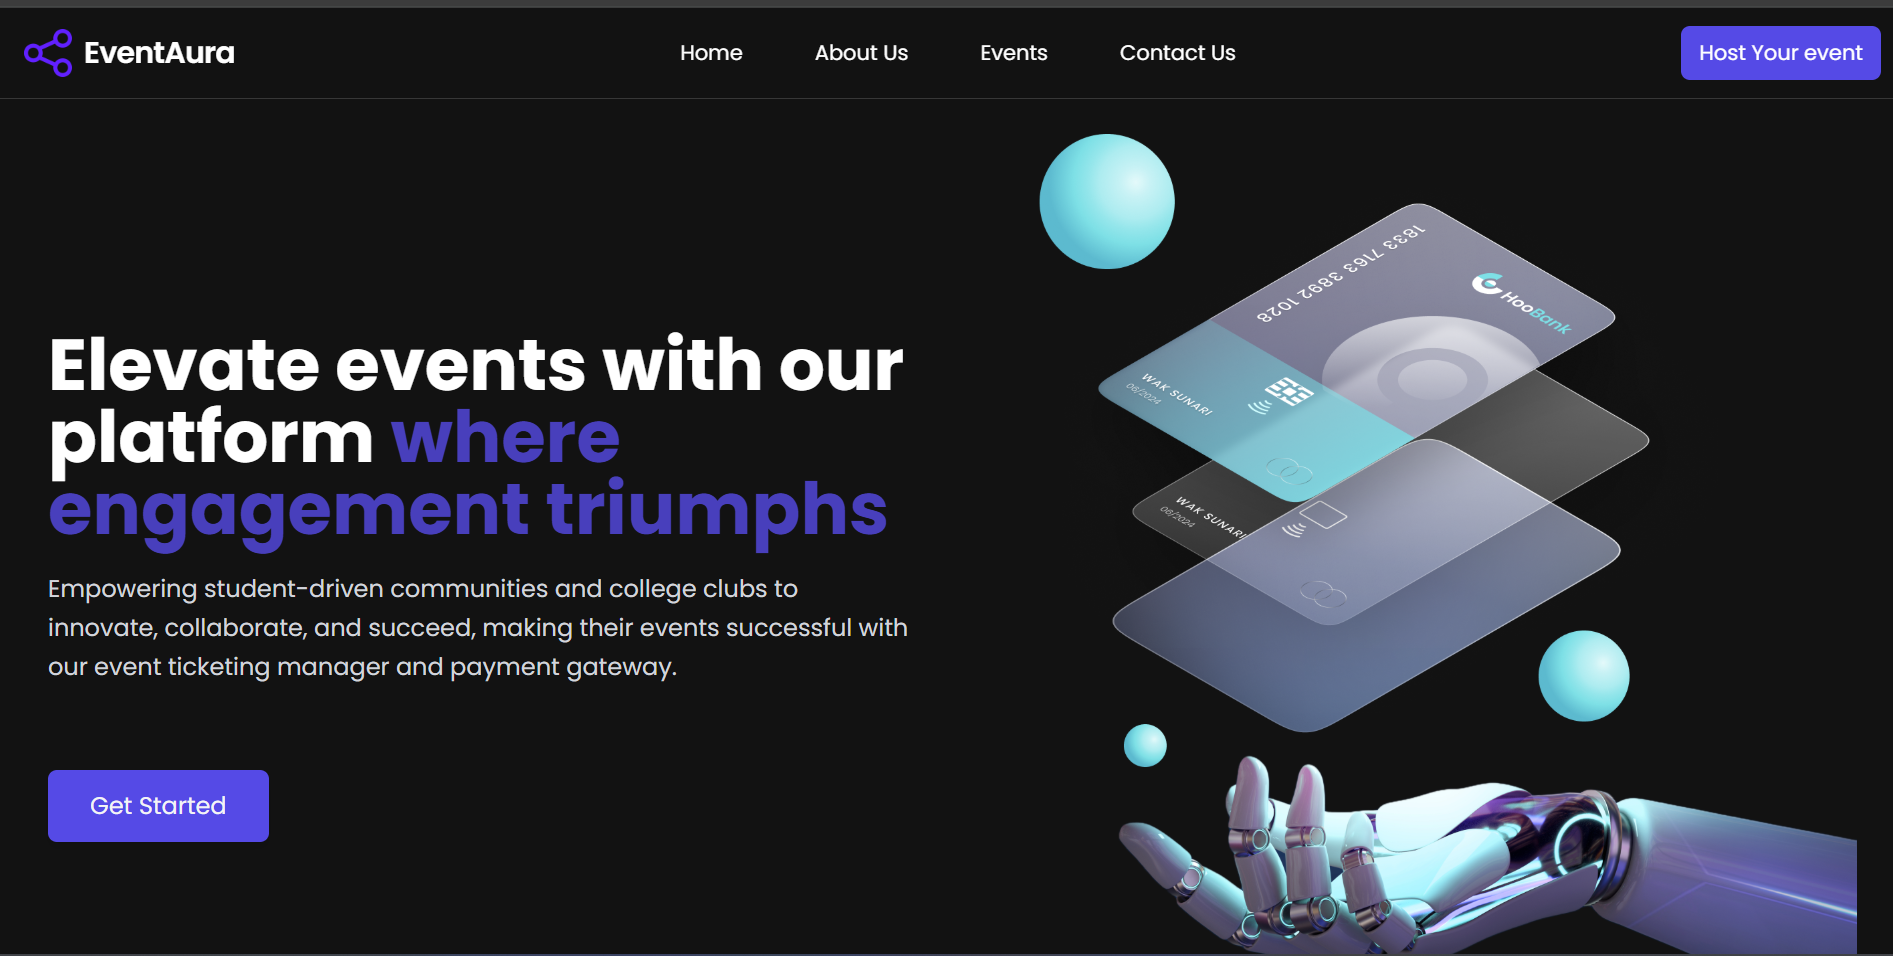 EventAura
Home
About Us
Events
Contact Us
Host Your event
Elevate events with our
platform where
engagement triumphs
Empowering student-driven communities and college clubs to
innovate, collaborate, and succeed, making their events successful with
our event ticketing manager and payment gateway.
Get Started
1833 7163 3892 1028
HooBank
WAK SUNARI
06/2024
WAK SUNARI
06/2024